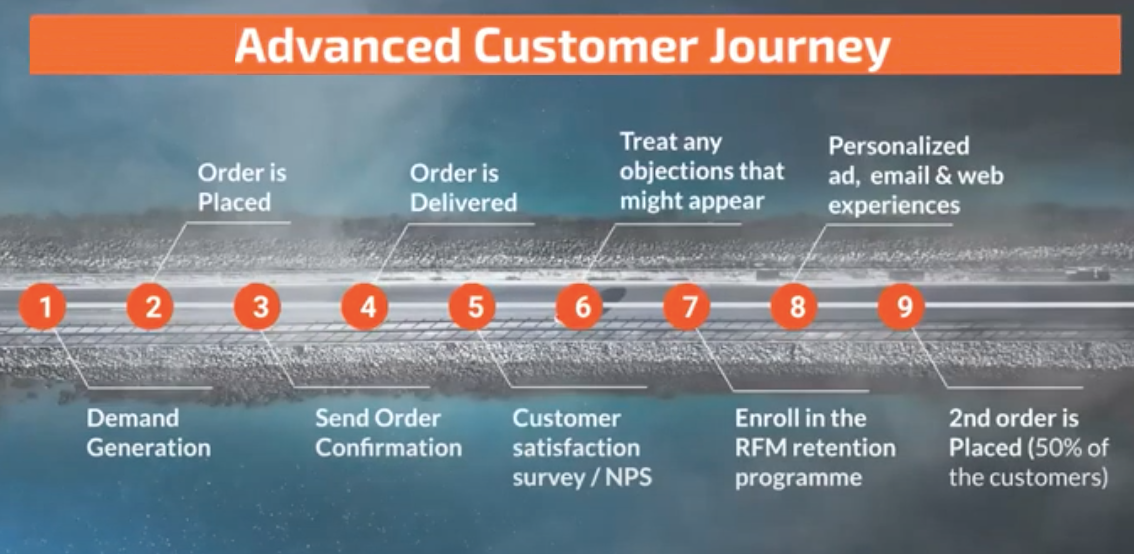 Advanced Customer Journey
1
Demand
Generation
2
Order is
Placed
3
Send Order
Confirmation
4
Order is
Delivered
5
Customer
satisfaction
survey / NPS
6
Treat any
objections that
might appear
7
Enroll in the
RFM retention
programme
8
Personalized
ad, email & web
experiences
9
2nd order is
Placed (50% of
the customers)